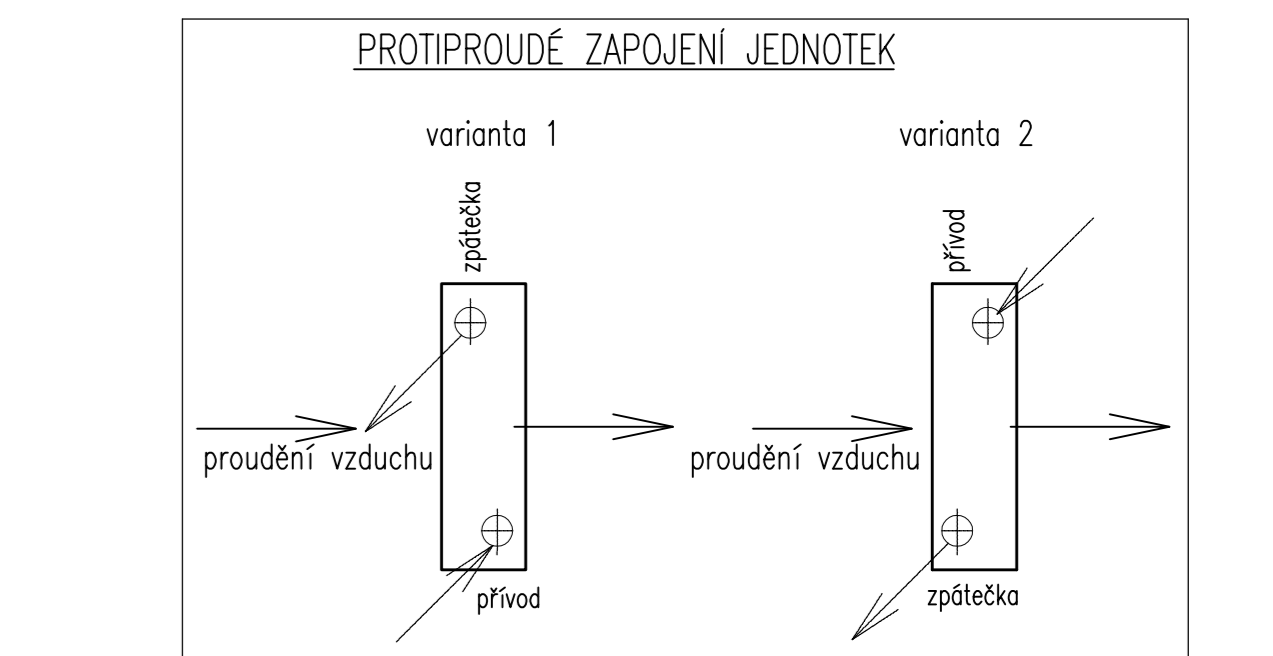 PROTIPROUDÉ ZAPOJENÍ JEDNOTEK
varianta 1
varianta 2
zpátečka
přívod
proudění vzduchu
proudění vzduchu
přívod
zpátečka